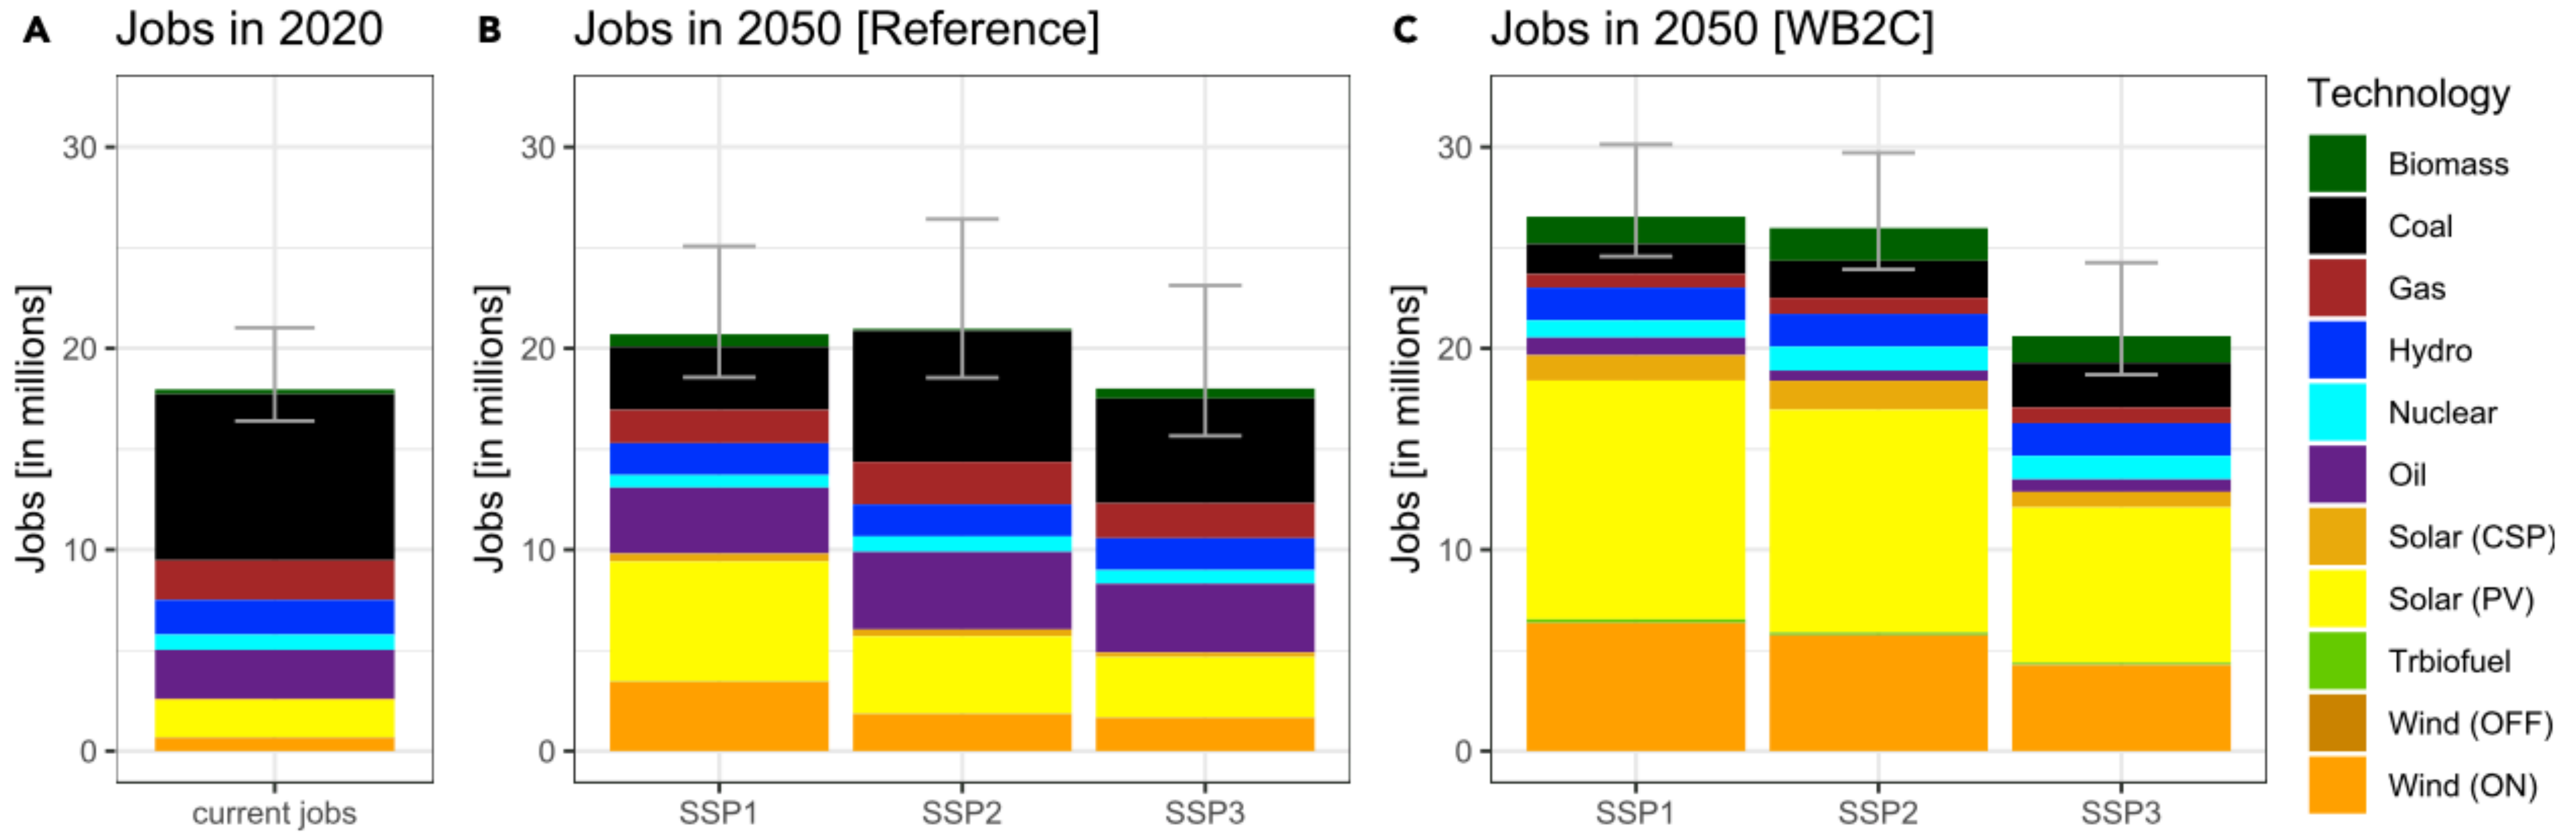 A Jobs in 2020
Jobs [in millions]
30
20
10
0
current jobs
B Jobs in 2050 [Reference]
Jobs [in millions]
30
20
10
0
SSP1 SSP2 SSP3
C Jobs in 2050 [WB2C]
Jobs [in millions]
30
20
10
0
SSP1 SSP2 SSP3
Technology
Biomass
Coal
Gas
Hydro
Nuclear
Oil
Solar (CSP)
Solar (PV)
Trbiofuel
Wind (OFF)
Wind (ON)